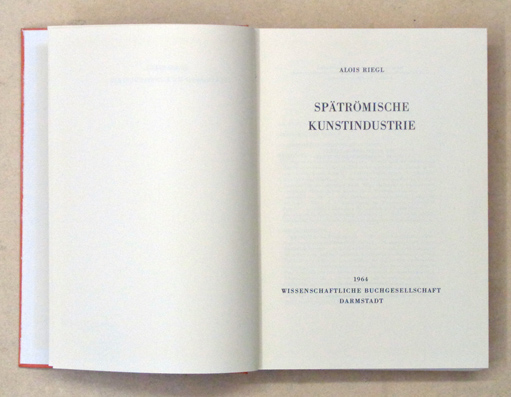 ALOIS RIEGL
SPÄTRÖMISCHE
KUNSTINDUSTRIE
1964
WISSENSCHAFTLICHE BUCHGESELLSCHAFT
DARMSTADT